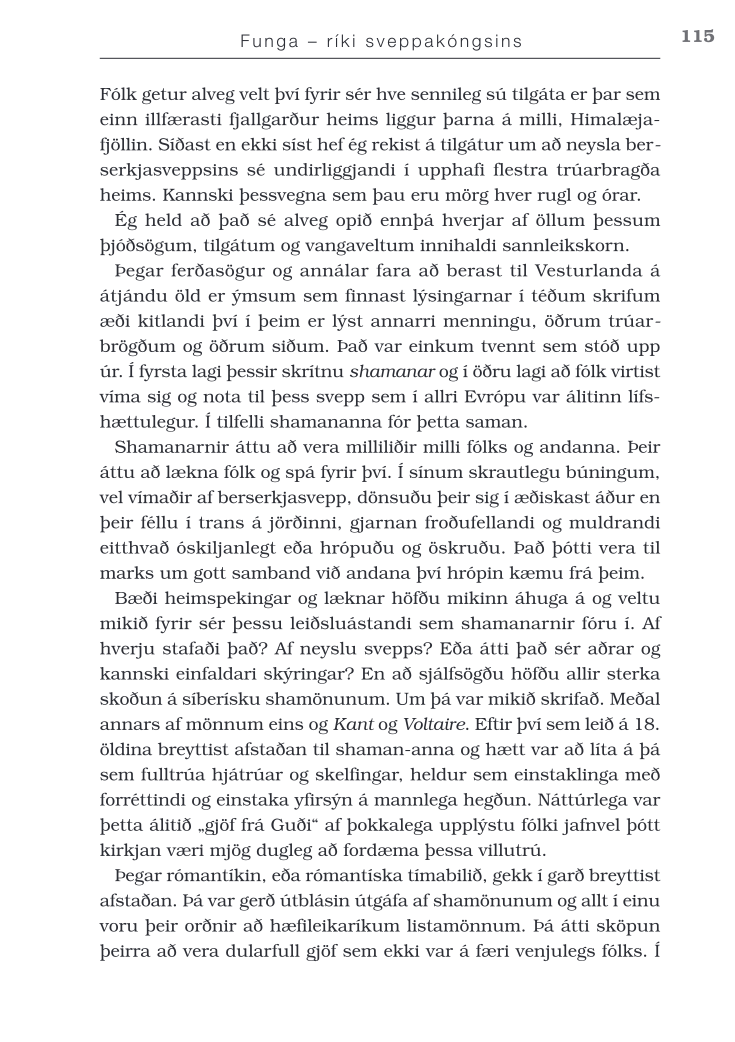 Funga – ríki sveppakóngsins
115
Fólk getur alveg velt því fyrir sér hve sennileg sú tilgáta er þar sem
einn illfærasti fjallgarður heims liggur þarna á milli, Himalæja-
fjöllin. Síðast en ekki síst hef ég rekist á tilgátur um að neysla ber-
serkjasveppsins sé undirliggjandi í upphafi flestra trúarbragða
heims. Kannski þessvegna sem þau eru mörg hver rugl og órar.
Ég held að það sé alveg opið ennþá hverjar af öllum þessum
þjóðsögum, tilgátum og vangaveltum innihaldi sannleikskorn.
Þegar ferðasögur og annálar fara að berast til Vesturlanda á
átjándu öld er ýmsum sem finnast lýsingarnar í téðum skrifum
æði kitlandi því í þeim er lýst annarri menningu, öðrum trúar-
brögðum og öðrum siðum. Það var einkum tvennt sem stóð upp
úr. Í fyrsta lagi þessir skrítnu shamanar og í öðru lagi að fólk virtist
víma sig og nota til þess svepp sem í allri Evrópu var álitinn lífs-
hættulegur. Í tilfelli shamananna fór þetta saman.
Shamanarnir áttu að vera milliliðir milli fólks og andanna. Þeir
áttu að lækna fólk og spá fyrir því. Í sínum skrautlegu búningum,
vel vímaðir af berserkjasvepp, dönsuðu þeir sig í æðiskast áður en
þeir féllu í trans á jörðinni, gjarnan froðufellandi og muldrandi
eitthvað óskiljanlegt eða hrópuðu og öskruðu. Það þótti vera til
marks um gott samband við andana því hrópin kæmu frá þeim.
Bæði heimspekingar og læknar höfðu mikinn áhuga á og veltu
mikið fyrir sér þessu leiðsluástandi sem shamanarnir fóru í. Af
hverju stafaði það? Af neyslu svepps? Eða átti það sér aðrar og
kannski einfaldari skýringar? En að sjálfsögðu höfðu allir sterka
skoðun á síberísku shamönunum. Um þá var mikið skrifað. Meðal
annars af mönnum eins og Kant og Voltaire. Eftir því sem leið á 18.
öldina breyttist afstaðan til shaman-anna og hætt var að líta á þá
sem fulltrúa hjátrúar og skelfingar, heldur sem einstaklinga með
forréttindi og einstaka yfirsýn á mannlega hegðun. Náttúrlega var
þetta álitið „gjöf frá Guði“ af þokkalega upplýstu fólki jafnvel þótt
kirkjan væri mjög dugleg að fordæma þessa villutrú.
Þegar rómantíkin, eða rómantíska tímabilið, gekk í garð breyttist
afstaðan. Þá var gerð útblásin útgáfa af shamönunum og allt í einu
voru þeir orðnir að hæfileikaríkum listamönnum. Þá átti sköpun
þeirra að vera dularfull gjöf sem ekki var á færi venjulegs fólks. Í